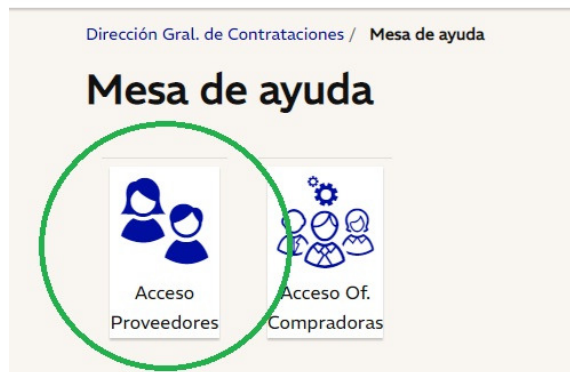 Dirección Gral. de Contrataciones / Mesa de ayuda
Mesa de ayuda
Acceso
Proveedores
Acceso Of.
Compradoras